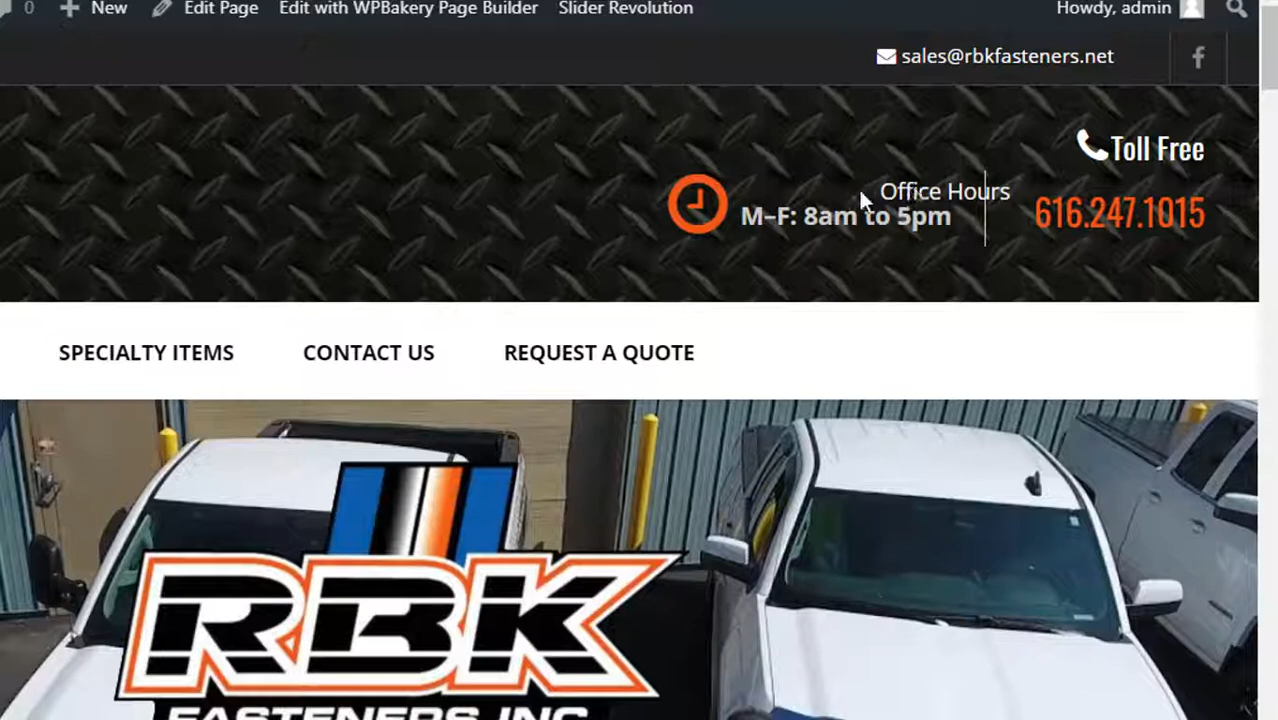 0 New Edit Page Edit with WPBakery Page Builder Slider Revolution Howdy, admin
sales@rbkfasteners.net
Toll Free
Office Hours
M–F: 8am to 5pm
616.247.1015
SPECIALTY ITEMS CONTACT US REQUEST A QUOTE
RBK
FASTENERS INC